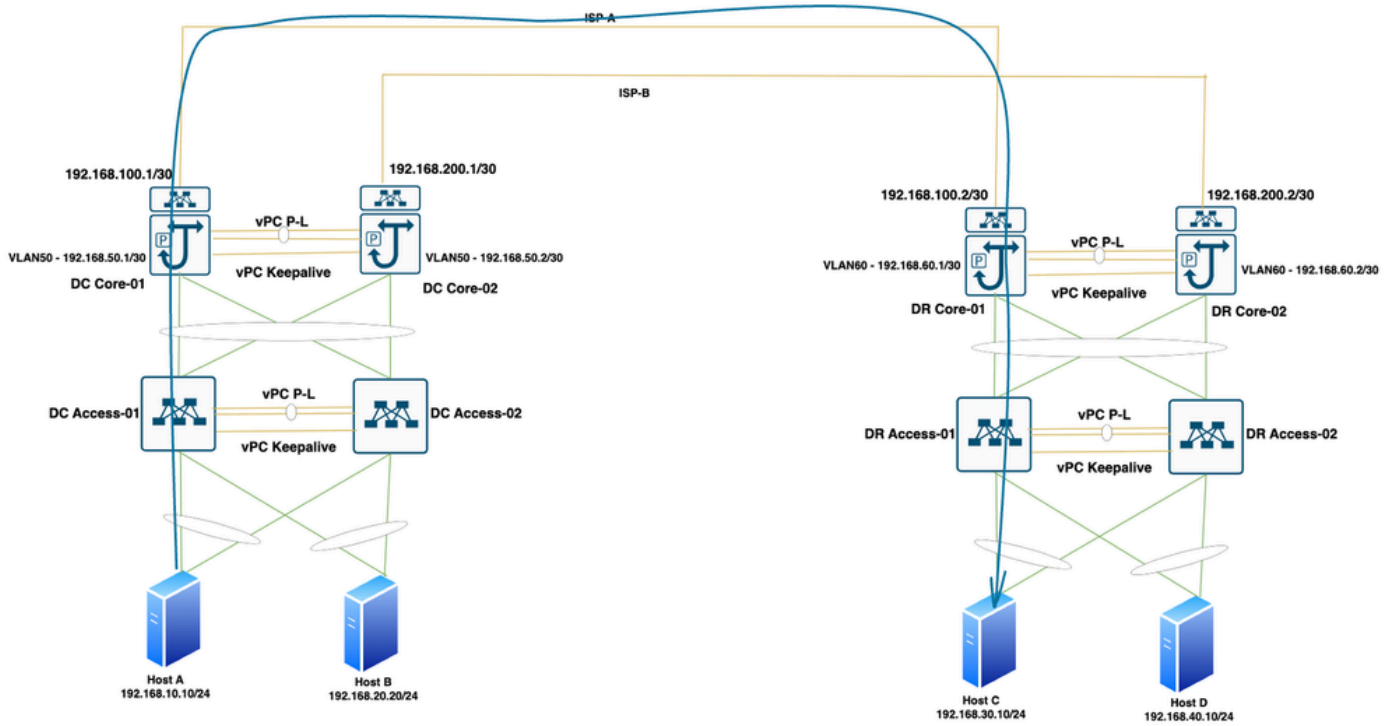 ISP-A
ISP-B
192.168.100.1/30
192.168.200.1/30
192.168.100.2/30
192.168.200.2/30
vPC P-L
P
P
VLAN50 - 192.168.50.1/30
vPC Keepalive
VLAN50 - 192.168.50.2/30
DC Core-01
DC Core-02
vPC P-L
P
P
VLAN60 - 192.168.60.1/30
vPC Keepalive
VLAN60 - 192.168.60.2/30
DR Core-01
DR Core-02
vPC P-L
DC Access-01
DC Access-02
vPC Keepalive
vPC P-L
DR Access-01
DR Access-02
vPC Keepalive
Host A
192.168.10.10/24
Host B
192.168.20.20/24
Host C
192.168.30.10/24
Host D
192.168.40.10/24